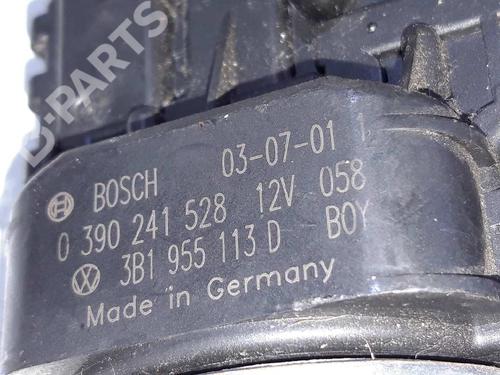 B-PARTS
BOSCH 03-07-01
0 390 241 528 12V 058
3B1 955 113 D BOY
Made in Germany